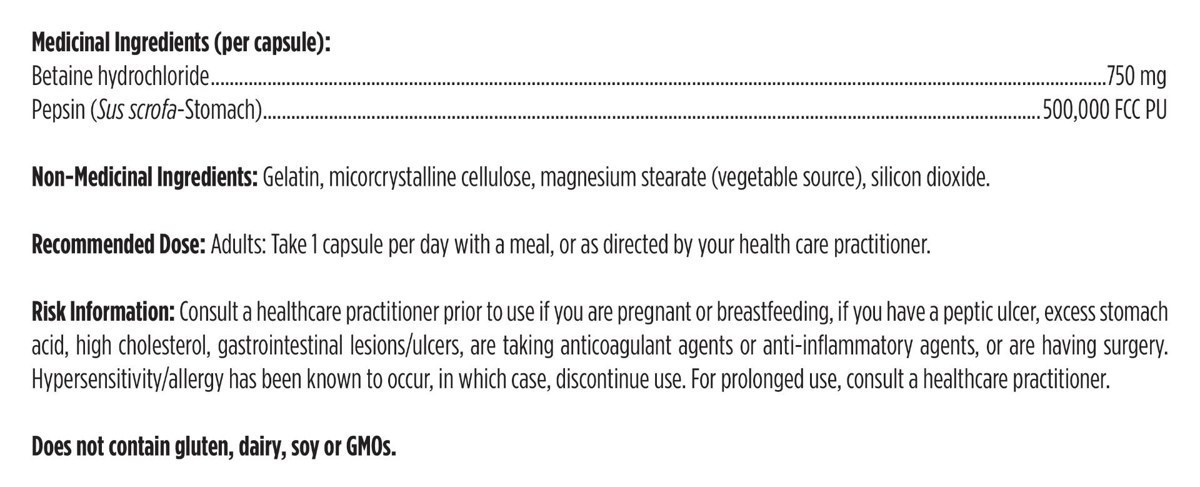 Medicinal Ingredients (per capsule):
Betaine hydrochloride....................750 mg
Pepsin (Sus scrofa-Stomach)....................500,000 FCC PU
Non-Medicinal Ingredients: Gelatin, micorcrystalline cellulose, magnesium stearate (vegetable source), silicon dioxide.
Recommended Dose: Adults: Take 1 capsule per day with a meal, or as directed by your health care practitioner.
Risk Information: Consult a healthcare practitioner prior to use if you are pregnant or breastfeeding, if you have a peptic ulcer, excess stomach
acid, high cholesterol, gastrointestinal lesions/ulcers, are taking anticoagulant agents or anti-inflammatory agents, or are having surgery.
Hypersensitivity/allergy has been known to occur, in which case, discontinue use. For prolonged use, consult a healthcare practitioner.
Does not contain gluten, dairy, soy or GMOs.